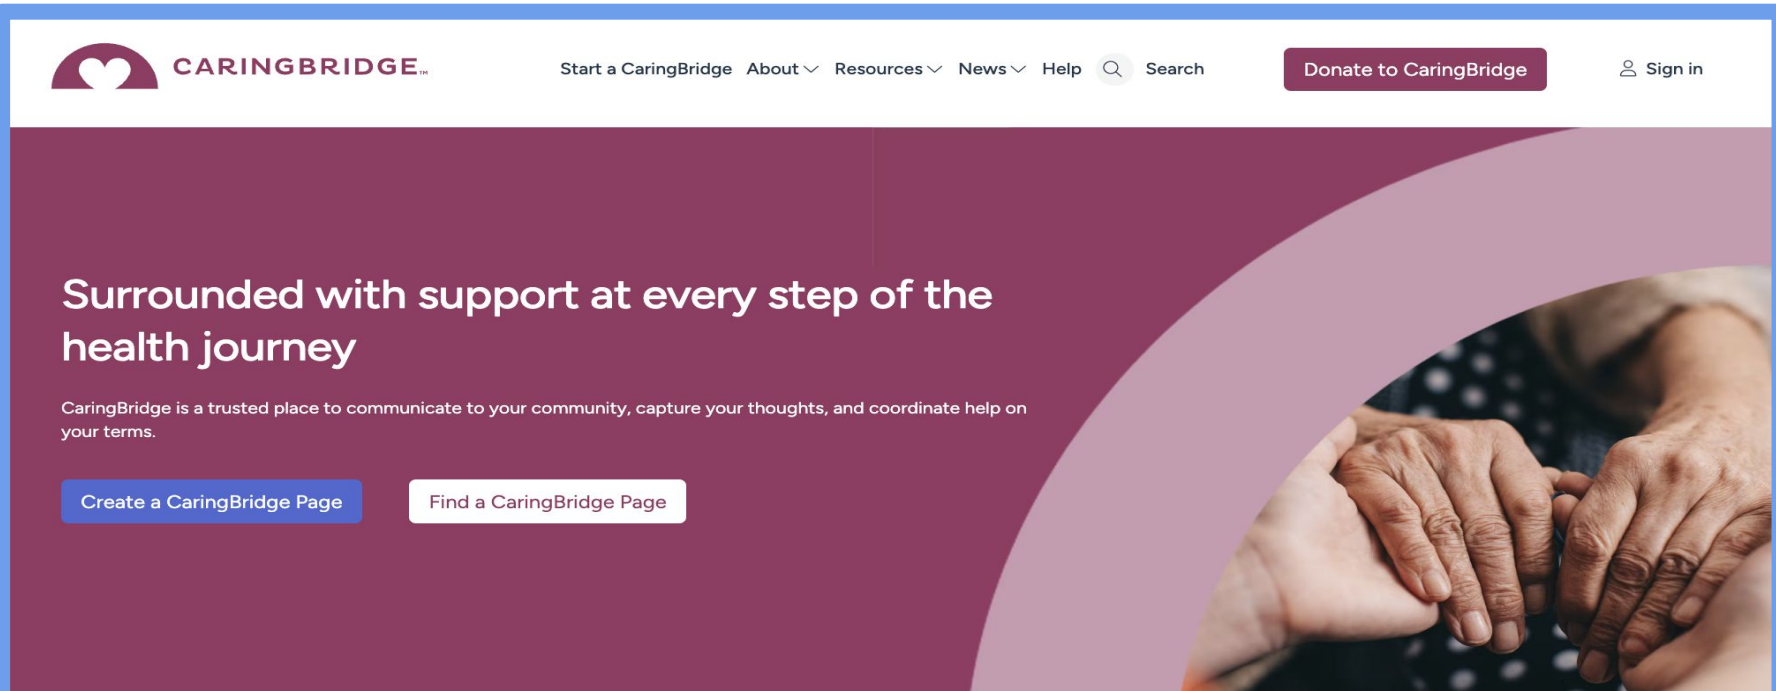 CARINGBRIDGE™
Start a CaringBridge About Resources News Help Search Donate to CaringBridge Sign in
Surrounded with support at every step of the
health journey
CaringBridge is a trusted place to communicate to your community, capture your thoughts, and coordinate help on
your terms.
Create a CaringBridge Page Find a CaringBridge Page